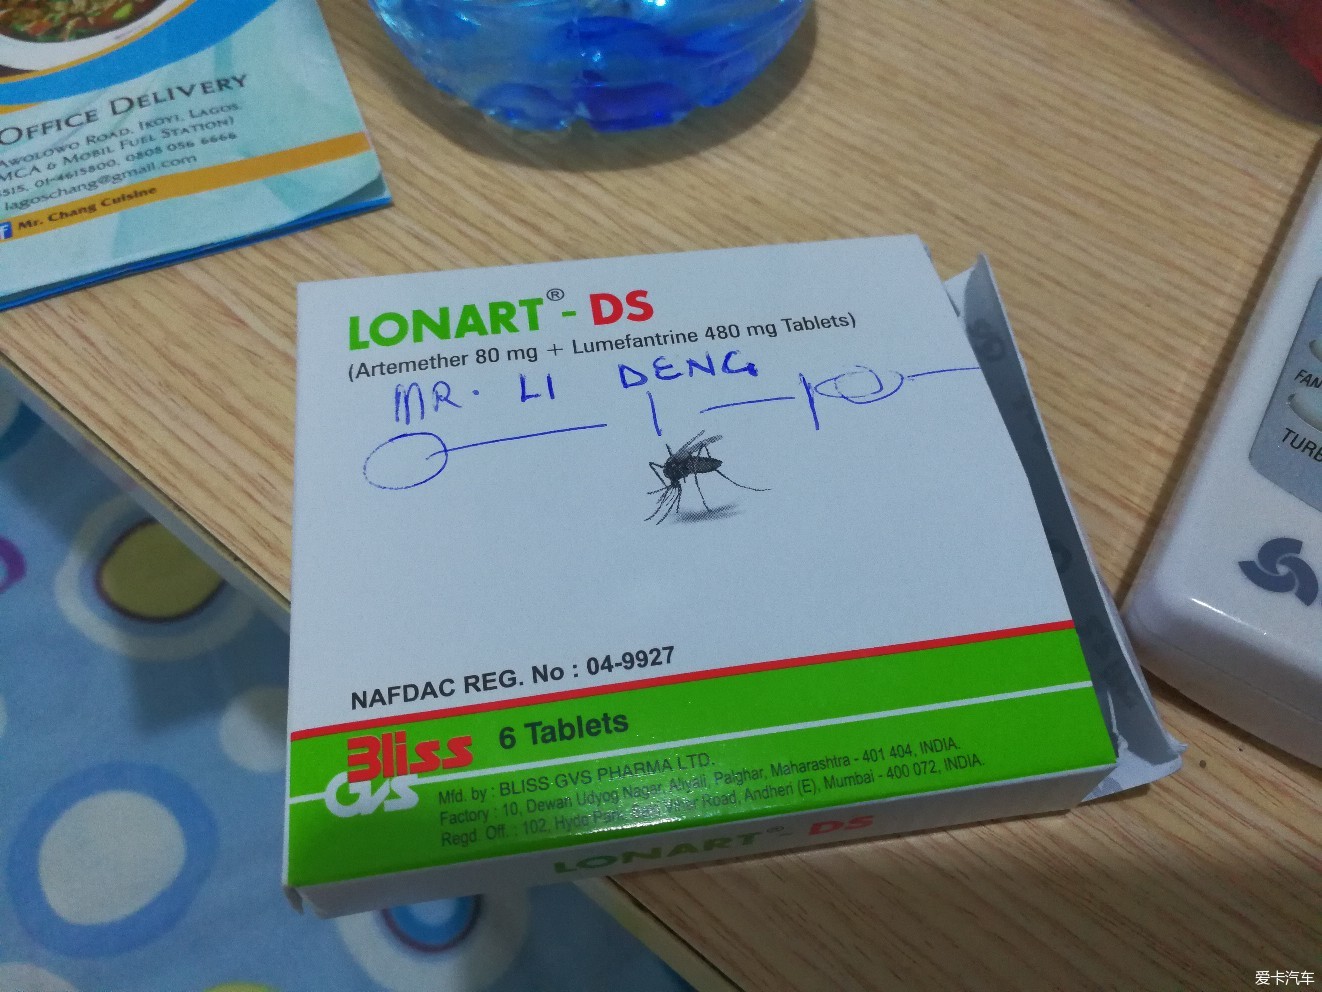 OFFICE DELIVERY
AWOLOWO ROAD, IKOYI, LAGOS.
MCA & MOBIL FUEL STATION)
515, 01-4615800, 0808 056 6666
lagoschang@gmail.com
f Mr. Chang Cuisine
LONART® - DS
(Artemether 80 mg + Lumefantrine 480 mg Tablets)
MR. LI DENG
NAFDAC REG. No : 04-9927
Bliss
GVS
6 Tablets
Mfd. by : BLISS GVS PHARMA LTD.
Factory : 10, Dewan Udyog Nagar, Aliyali, Palghar, Maharashtra - 401 404, INDIA.
Regd. Off. : 102, Hyde Park, Road, Andheri (E), Mumbai - 400 072, INDIA.
LONART® - DS
FAN
TURB
爱卡汽车